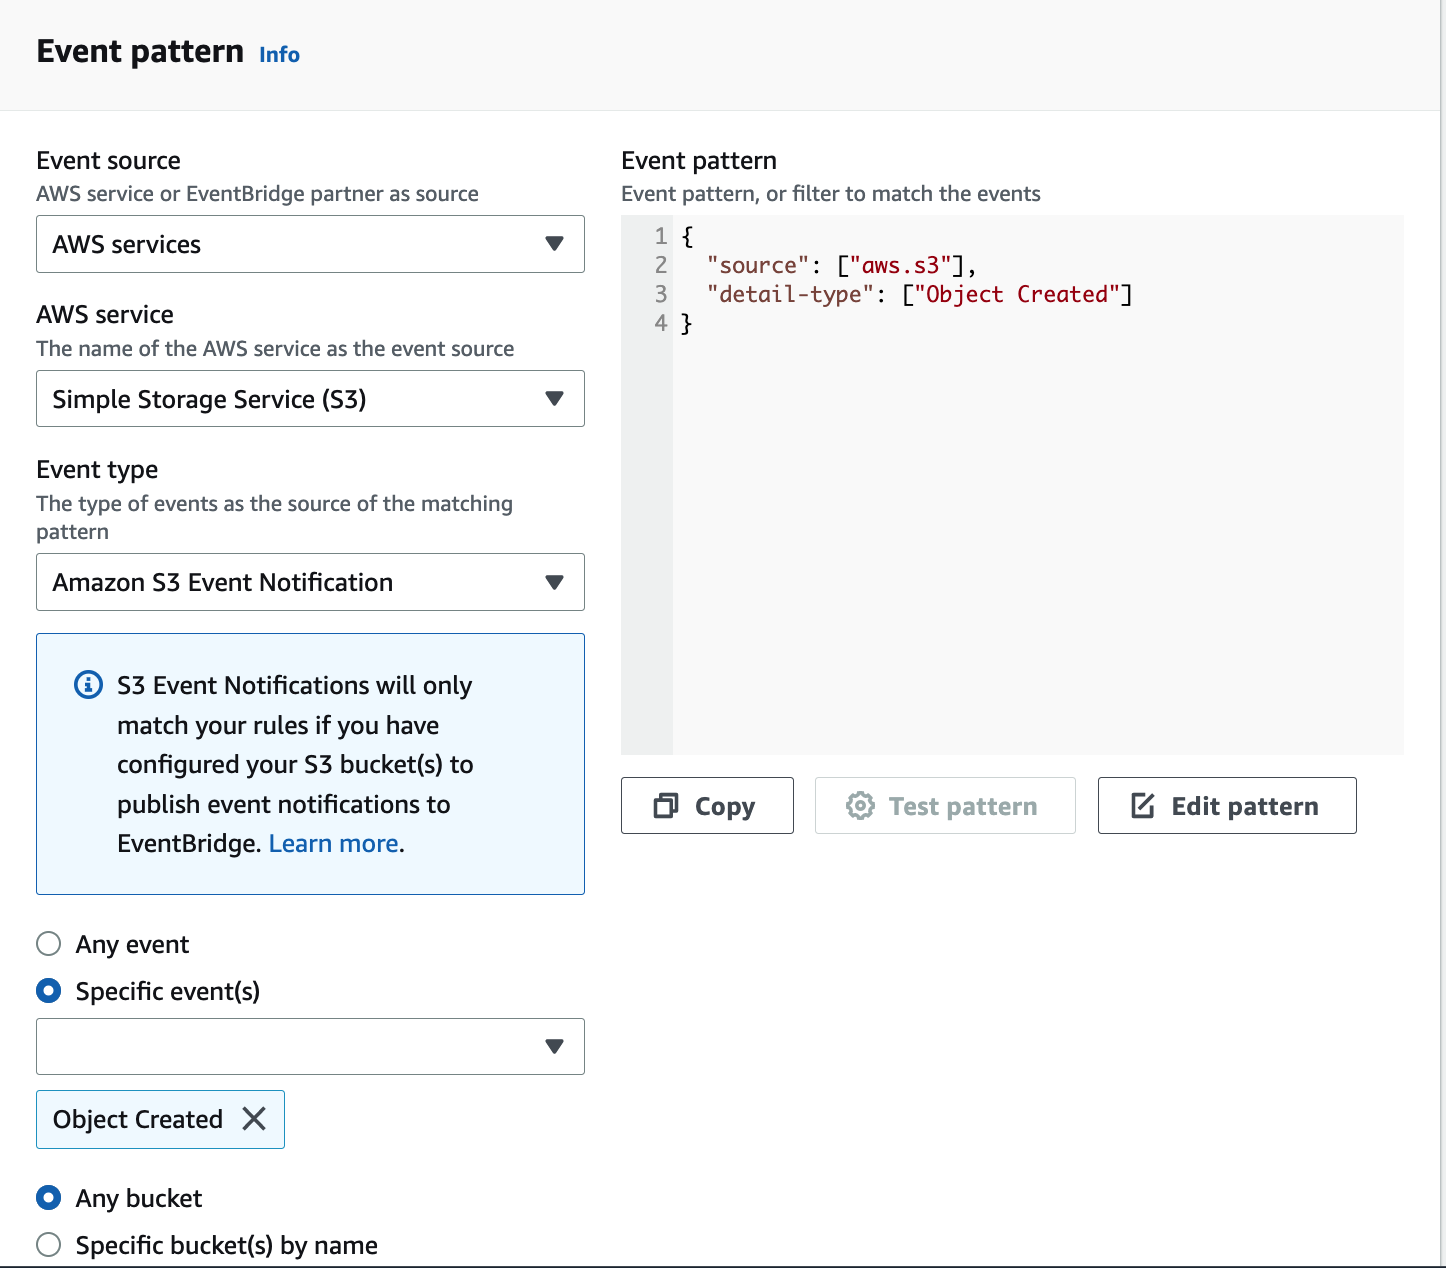 Event pattern Info
Event source
AWS service or EventBridge partner as source
AWS services
AWS service
The name of the AWS service as the event source
Simple Storage Service (S3)
Event type
The type of events as the source of the matching
pattern
Amazon S3 Event Notification
S3 Event Notifications will only
match your rules if you have
configured your S3 bucket(s) to
publish event notifications to
EventBridge. Learn more.
Any event
Specific event(s)
Object Created
Any bucket
Specific bucket(s) by name
Event pattern
Event pattern, or filter to match the events
1 {
2   "source": ["aws.s3"],
3   "detail-type": ["Object Created"]
4 }
Copy
Test pattern
Edit pattern